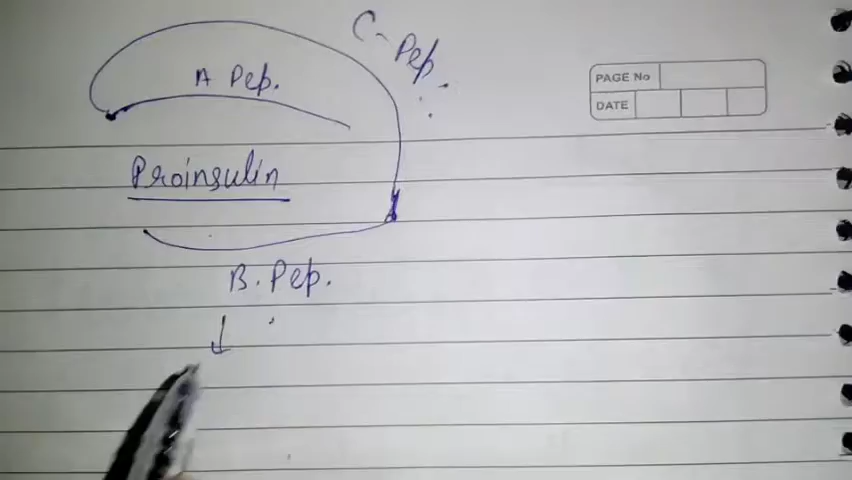 C-Pep.
A Pep.
PAGE No
DATE
Proinsulin
B. Pep.